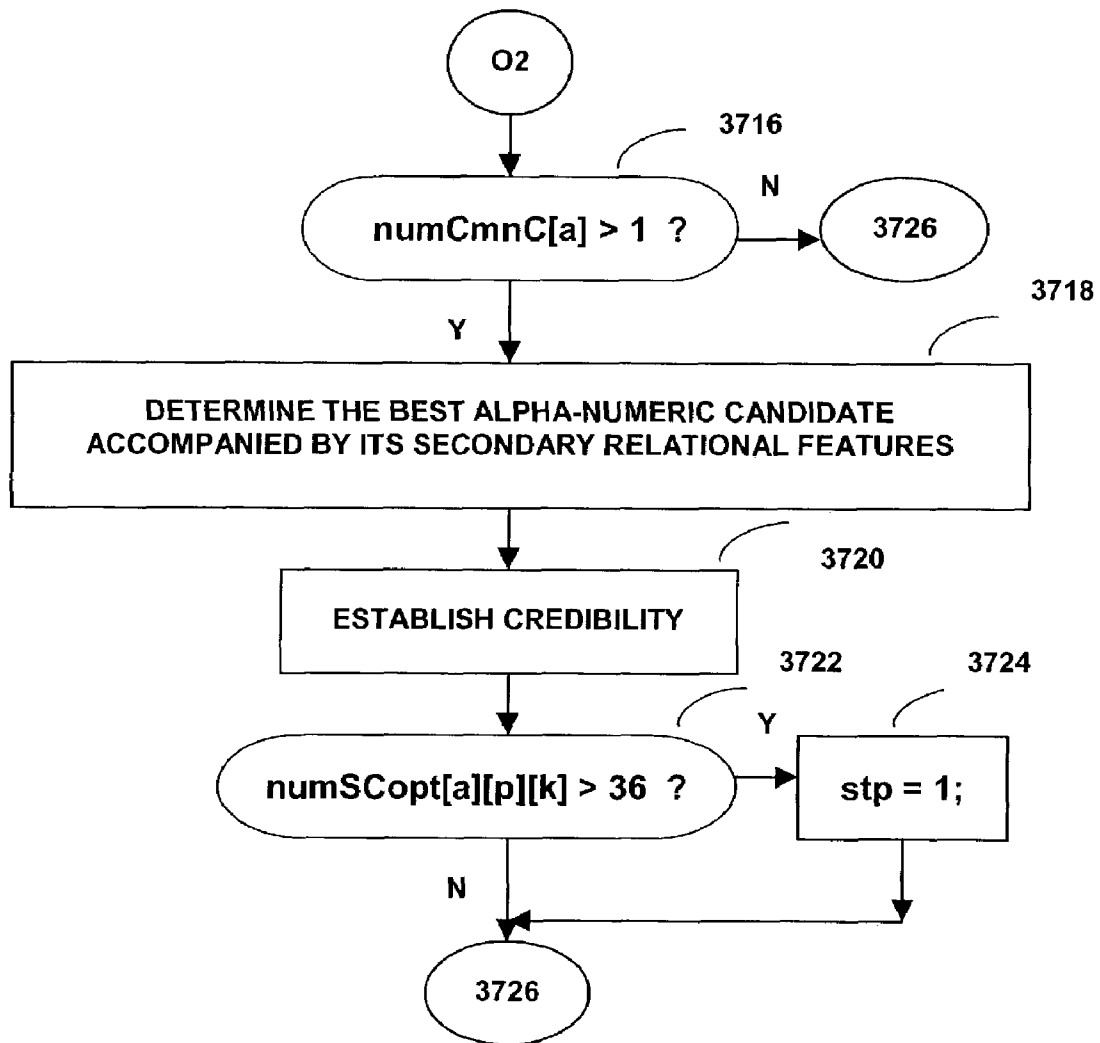 O2
3716
numCmnC[a] > 1 ?
N
3726
3718
Y
DETERMINE THE BEST ALPHA-NUMERIC CANDIDATE
ACCOMPANIED BY ITS SECONDARY RELATIONAL FEATURES
3720
ESTABLISH CREDIBILITY
3722
3724
Y
numSCopt[a][p][k] > 36 ?
stp = 1;
N
3726